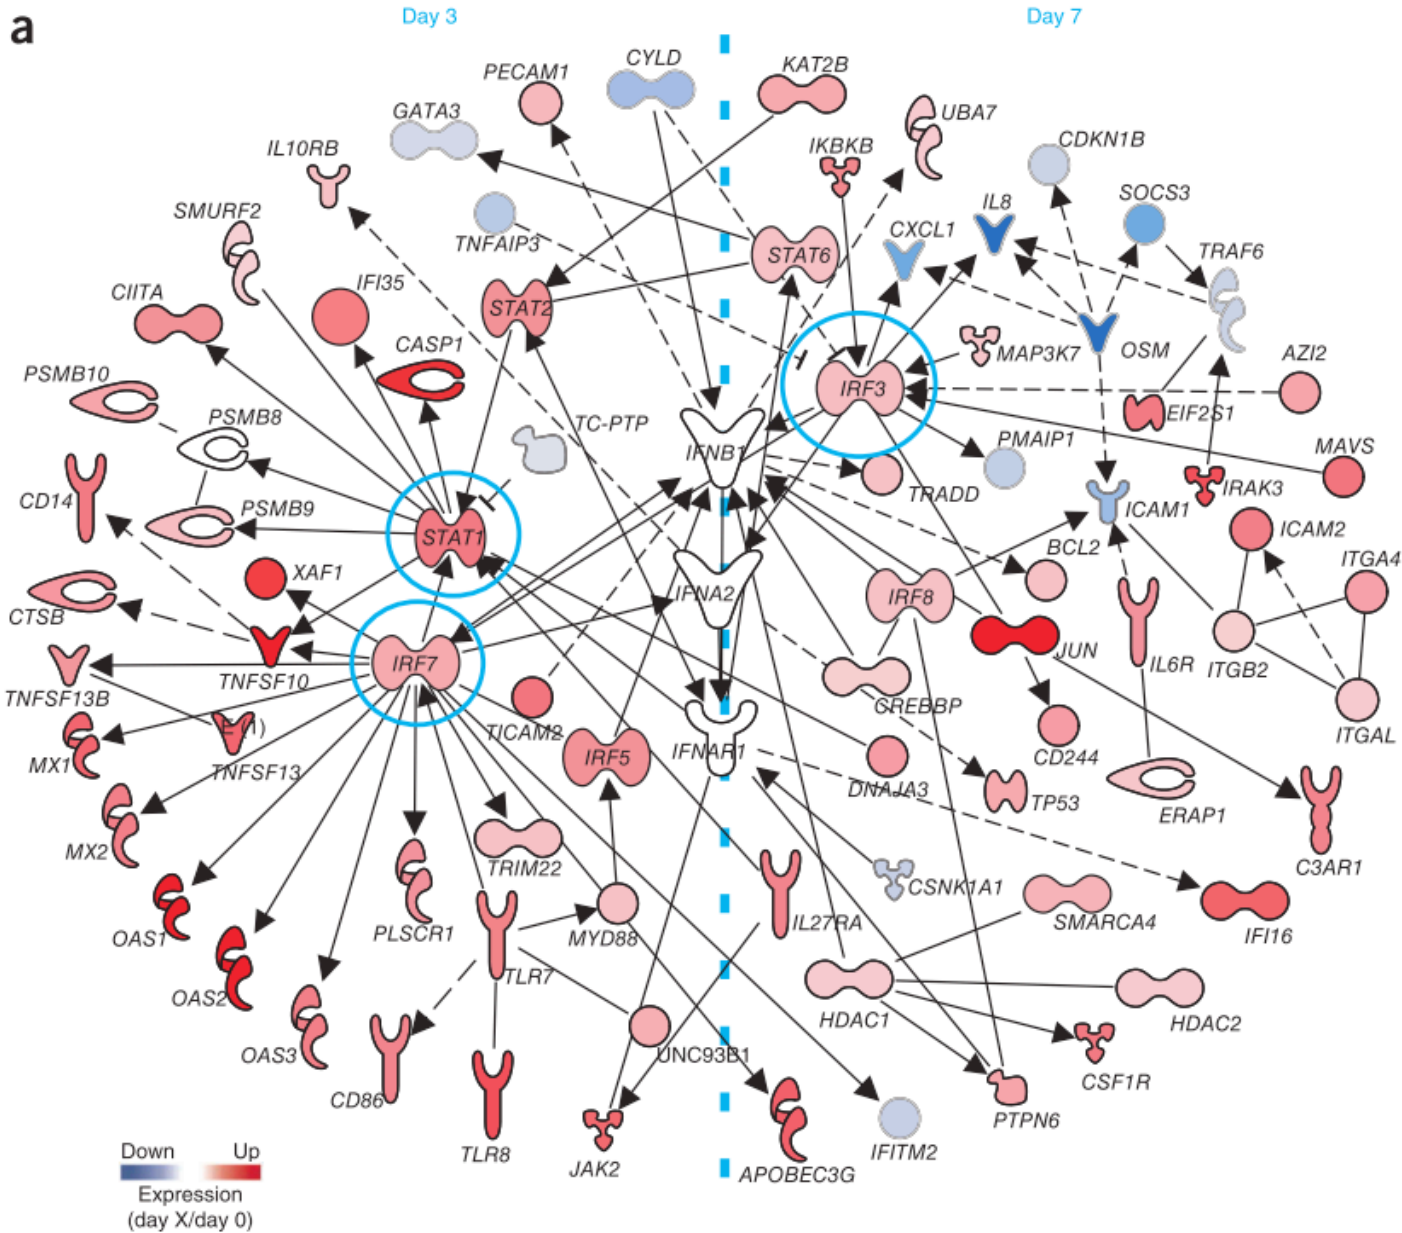 a
Day 3
Day 7
PECAM1
CYLD
KAT2B
GATA3
UBA7
IL10RB
IKBKB
CDKN1B
SMURF2
TNFAIP3
CXCL1
IL8
SOCS3
STAT6
TRAF6
CIITA
IFI35
STAT2
CASP1
MAP3K7
OSM
AZI2
PSMB10
IRF3
PSMB8
TC-PTP
EIF2S1
IFNB1
PMAIP1
MAVS
CD14
TRADD
IRAK3
PSMB9
ICAM1
ICAM2
STAT1
BCL2
XAF1
ITGA4
CTSB
IFNA2
IRF8
IRF7
JUN
IL6R
ITGB2
TNFSF13B
TNFSF10
CREBBP
E (1)
TICAM2
ITGAL
MX1
TNFSF13
IRF5
IFNAR1
CD244
DNAJA3
TP53
ERAP1
MX2
TRIM22
C3AR1
CSNK1A1
OAS1
PLSCR1
MYD88
IL27RA
SMARCA4
IFI16
TLR7
OAS2
HDAC1
HDAC2
OAS3
UNC93B1
CSF1R
CD86
PTPN6
TLR8
JAK2
APOBEC3G
IFITM2
Down Up
Expression
(day X/day 0)